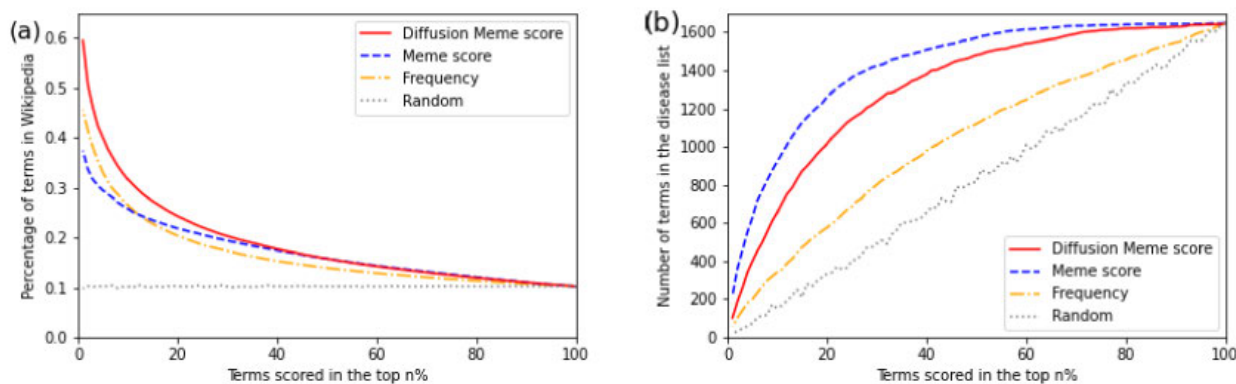 (a)
Percentage of terms in Wikipedia
0.6
0.5
0.4
0.3
0.2
0.1
0.0
Diffusion Meme score
Meme score
Frequency
Random
0 20 40 60 80 100
Terms scored in the top n%
(b)
Number of terms in the disease list
1600
1400
1200
1000
800
600
400
200
0
Diffusion Meme score
Meme score
Frequency
Random
0 20 40 60 80 100
Terms scored in the top n%